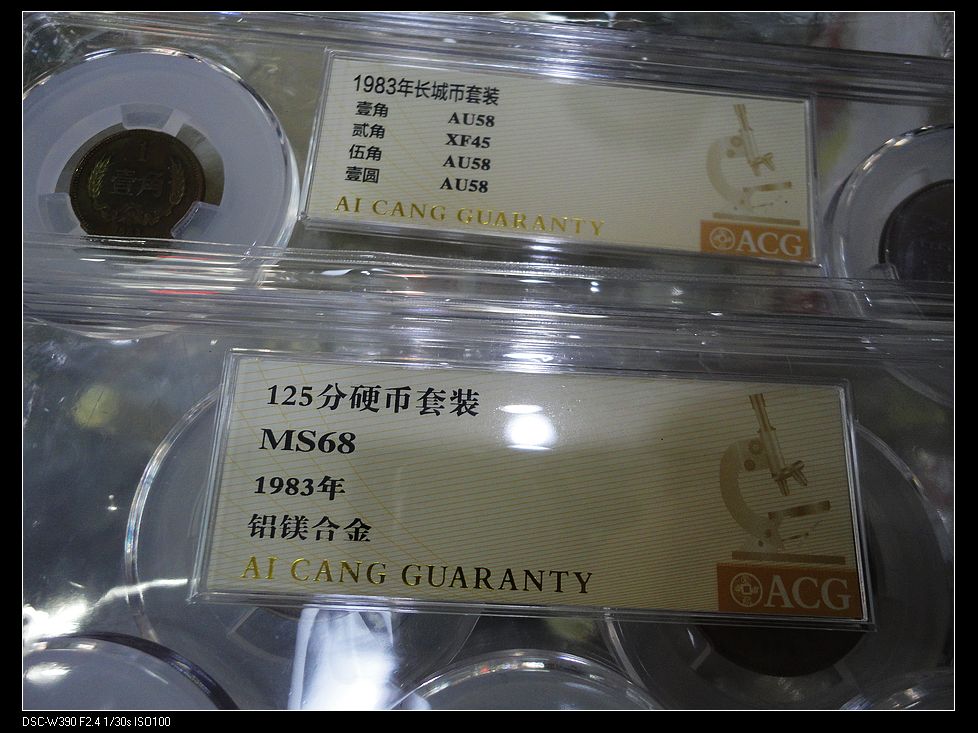 1983年长城币套装
壹角 AU58
贰角 XF45
伍角 AU58
壹圆 AU58
AI CANG GUARANTY
ACG
1
壹角
125分硬币套装
MS68
1983年
铝镁合金
AI CANG GUARANTY
ACG
DSC-W390 F2.4 1/30s ISO100